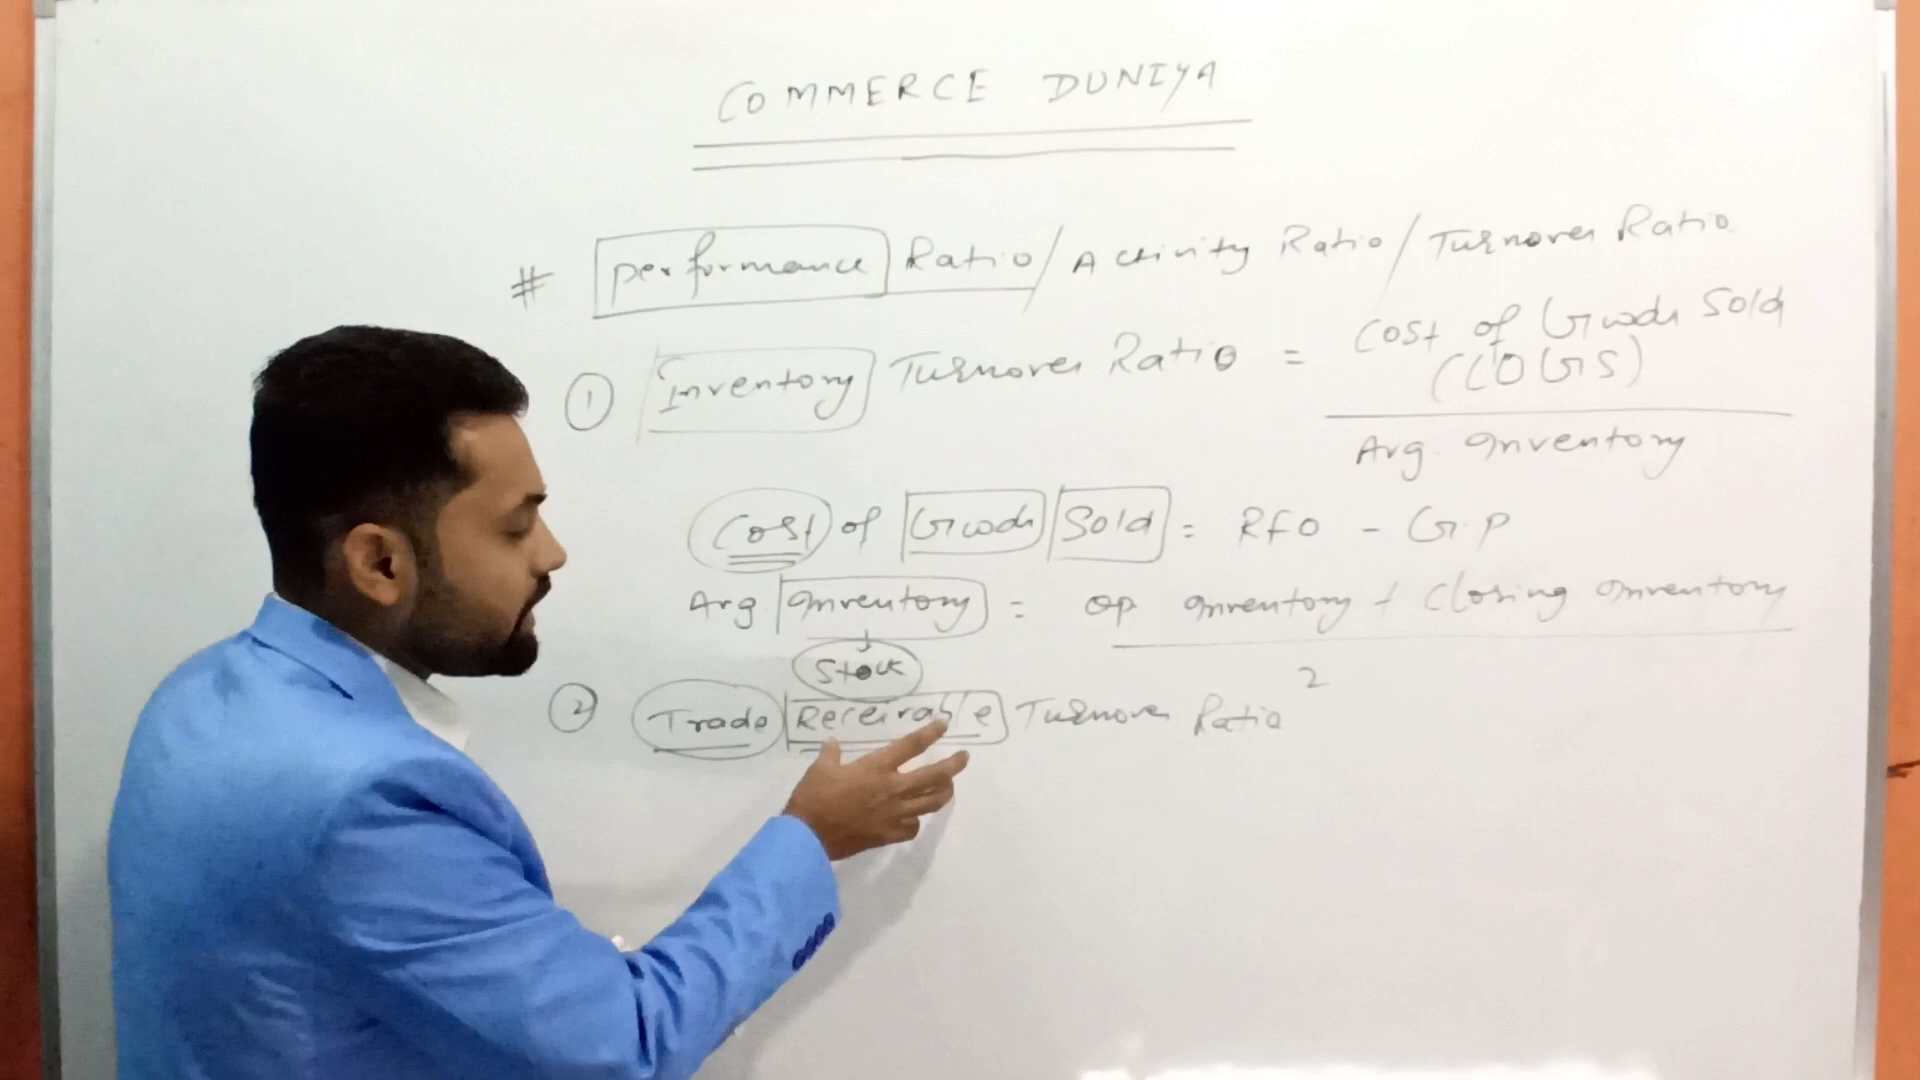 COMMERCE DUNIYA
# Performance Ratio / Activity Ratio / Turnover Ratio
① Inventory Turnover Ratio = Cost of Goods Sold
(COGS)
Avg. Inventory
Cost of Goods Sold = RFO - G.P
Avg. Inventory = OP Inventory + Closing Inventory
2
Stock
② Trade Receivable Turnover Ratio